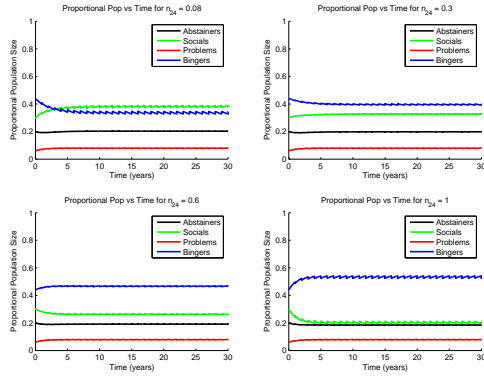 Proportional Pop vs Time for n24 = 0.08
Proportional Population Size
1
0.8
0.6
0.4
0.2
0
0 5 10 15 20 25 30
Time (years)
Abstainers
Socials
Problems
Bingers
Proportional Pop vs Time for n24 = 0.3
Proportional Population Size
1
0.8
0.6
0.4
0.2
0
0 5 10 15 20 25 30
Time (years)
Abstainers
Socials
Problems
Bingers
Proportional Pop vs Time for n24 = 0.6
Proportional Population Size
1
0.8
0.6
0.4
0.2
0
0 5 10 15 20 25 30
Time (years)
Abstainers
Socials
Problems
Bingers
Proportional Pop vs Time for n24 = 1
Proportional Population Size
1
0.8
0.6
0.4
0.2
0
0 5 10 15 20 25 30
Time (years)
Abstainers
Socials
Problems
Bingers